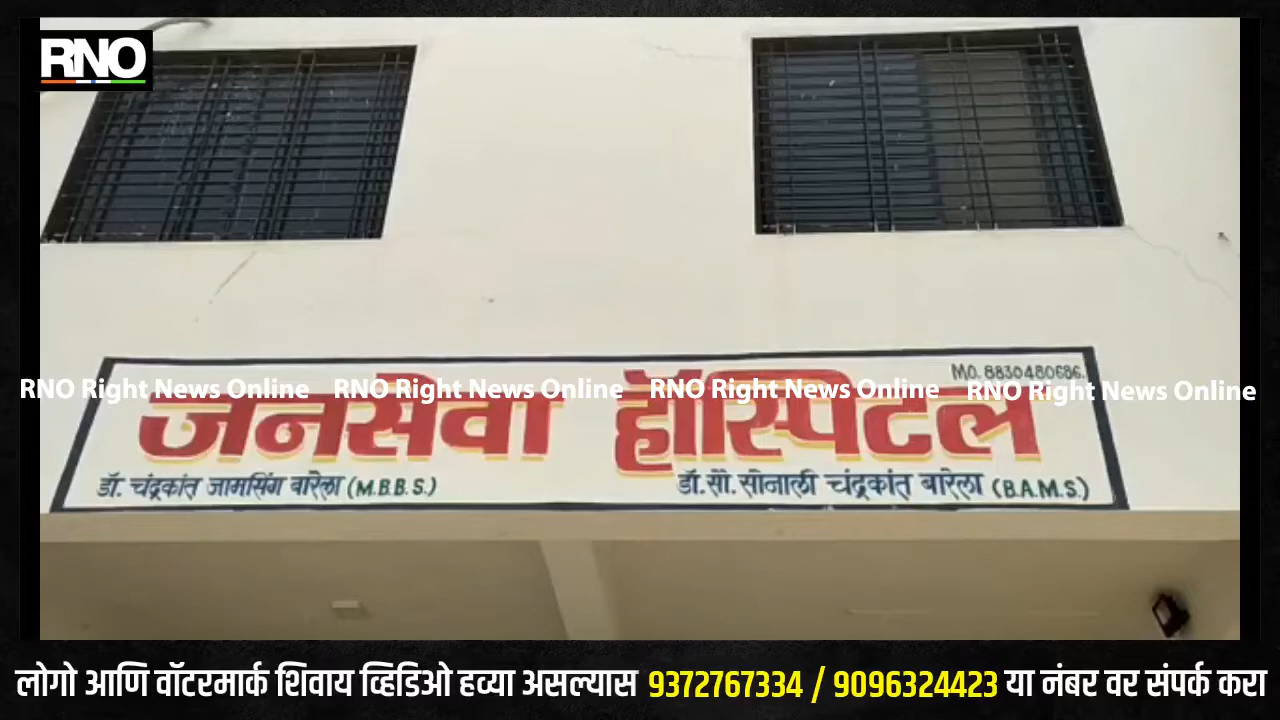 RNO
MO. 8830480686.
RNO Right News Online RNO Right News Online RNO Right News Online RNO Right News Online
जनसेवा हॉस्पिटल
डॉ. चंद्रकांत जामसिंग बारेला (M.B.B.S.) डॉ. सौ. सोनाली चंद्रकांत बारेला (B.A.M.S.)
लोगो आणि वॉटरमार्क शिवाय व्हिडिओ हव्या असल्यास 9372767334 / 9096324423 या नंबर वर संपर्क करा